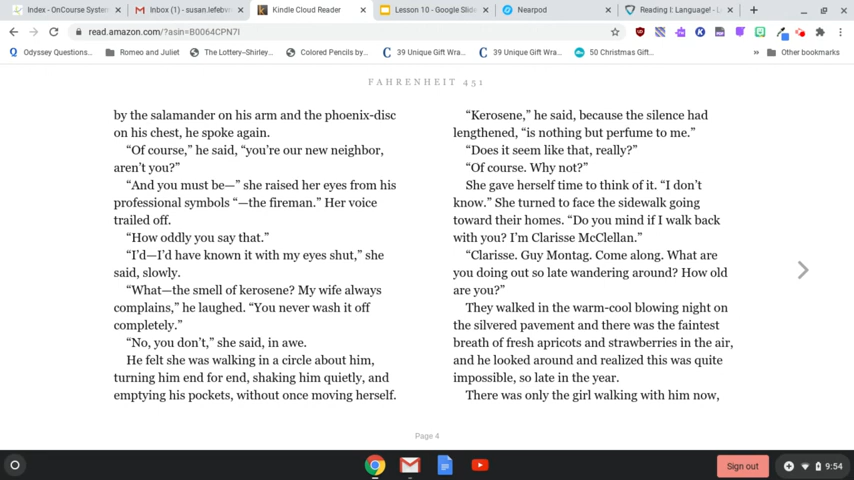 Index - OnCourse System
Inbox (1) - susan.lefebv
Kindle Cloud Reader
Lesson 10 - Google Slid
Nearpod
Reading I: Language! - L
read.amazon.com/?asin=B0064CPN7I
Odyssey Questions...
Romeo and Juliet
The Lottery--Shirley...
Colored Pencils by...
39 Unique Gift Wra...
39 Unique Gift Wra...
50 Christmas Gift...
Other bookmarks
FAHRENHEIT 451
by the salamander on his arm and the phoenix-disc
on his chest, he spoke again.
“Of course,” he said, “you’re our new neighbor,
aren’t you?”
“And you must be—” she raised her eyes from his
professional symbols “—the fireman.” Her voice
trailed off.
“How oddly you say that.”
“I’d—I’d have known it with my eyes shut,” she
said, slowly.
“What—the smell of kerosene? My wife always
complains,” he laughed. “You never wash it off
completely.”
“No, you don’t,” she said, in awe.
He felt she was walking in a circle about him,
turning him end for end, shaking him quietly, and
emptying his pockets, without once moving herself.
“Kerosene,” he said, because the silence had
lengthened, “is nothing but perfume to me.”
“Does it seem like that, really?”
“Of course. Why not?”
She gave herself time to think of it. “I don’t
know.” She turned to face the sidewalk going
toward their homes. “Do you mind if I walk back
with you? I’m Clarisse McClellan.”
“Clarisse. Guy Montag. Come along. What are
you doing out so late wandering around? How old
are you?”
They walked in the warm-cool blowing night on
the silvered pavement and there was the faintest
breath of fresh apricots and strawberries in the air,
and he looked around and realized this was quite
impossible, so late in the year.
There was only the girl walking with him now,
Page 4
Sign out
9:54